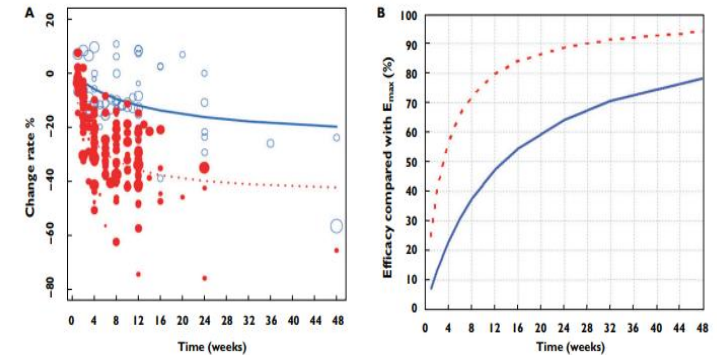 A
20
0
−20
−40
−60
−80
Change rate %
0 4 8 12 16 20 24 28 32 36 40 44 48
Time (weeks)
B
100
90
80
70
60
50
40
30
20
10
0
Efficacy compared with Emax (%)
0 4 8 12 16 20 24 28 32 36 40 44 48
Time (weeks)